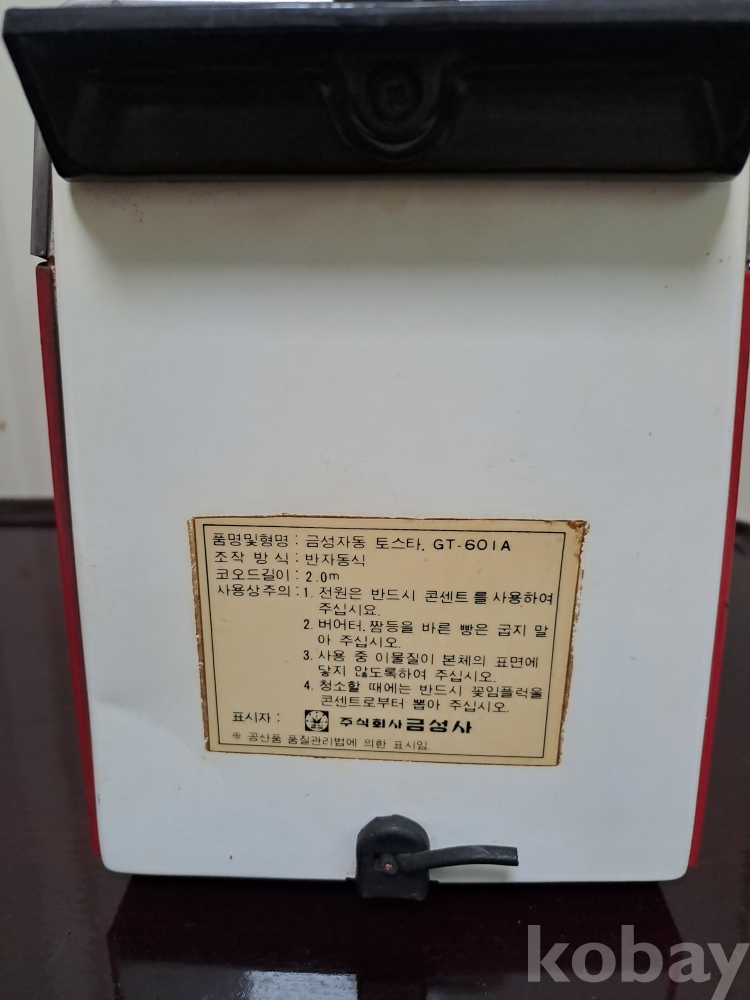 품명및형명 : 금성자동 토스타. GT-601A
조작 방식 : 반자동식
코오드길이 : 2.0m
사용상주의 : 1. 전원은 반드시 콘센트를 사용하여
주십시요.
2. 버어터.짬등을 바른 빵은 굽지 말
아 주십시오.
3. 사용 중 이물질이 본체의 표면에
닿지 않도록하여 주십시오.
4. 청소할 때에는 반드시 꽂임플럭을
콘센트로부터 뽑아 주십시오.
표시자 : 주식회사 금성사
※ 공산품 품질관리법에 의한 표시임.
kobay